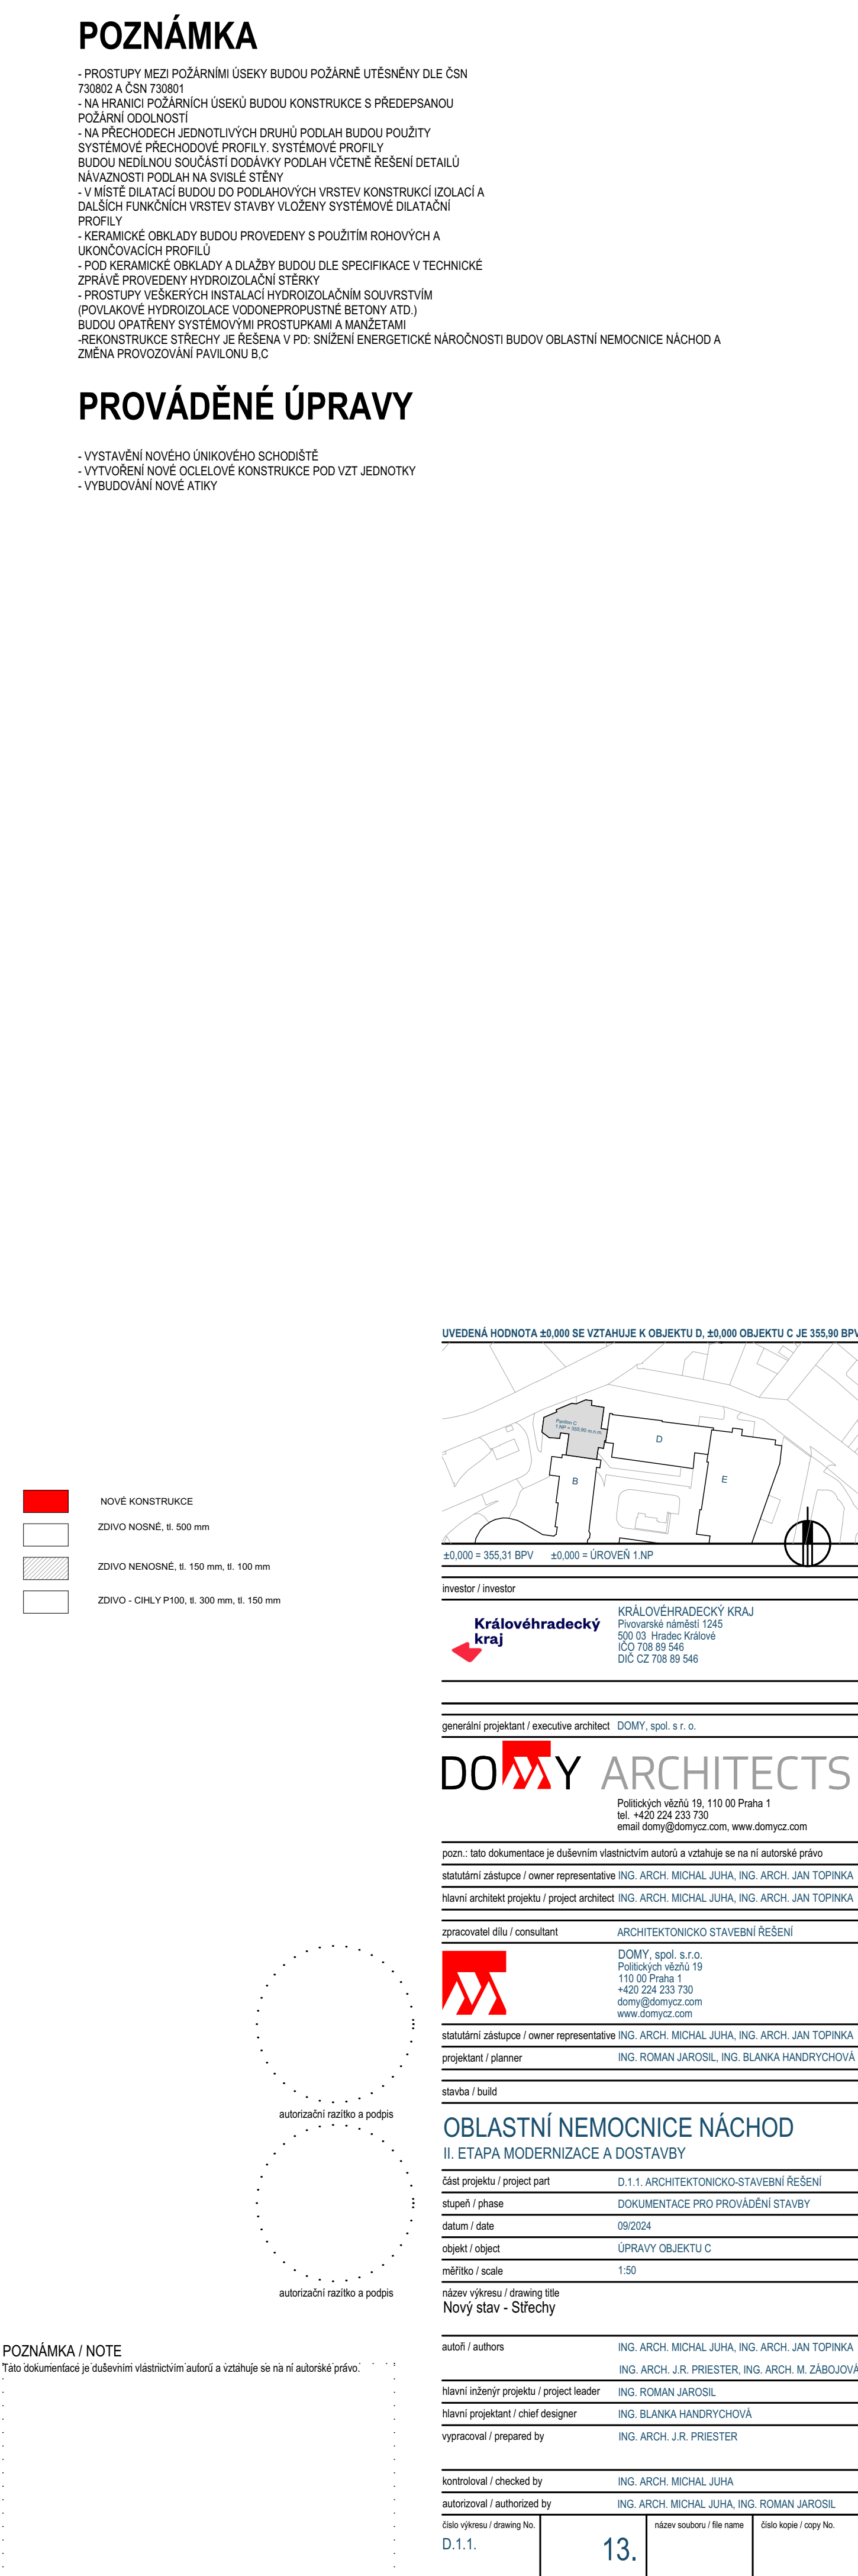 POZNÁMKA
- PROSTUPY MEZI POŽÁRNÍMI ÚSEKY BUDOU POŽÁRNĚ UTĚSNĚNY DLE ČSN
730802 A ČSN 730801
- NA HRANICI POŽÁRNÍCH ÚSEKŮ BUDOU KONSTRUKCE S PŘEDEPSANOU
POŽÁRNÍ ODOLNOSTÍ
- NA PŘECHODECH JEDNOTLIVÝCH DRUHŮ PODLAH BUDOU POUŽITY
SYSTÉMOVÉ PŘECHODOVÉ PROFILY. SYSTÉMOVÉ PROFILY
BUDOU NEDÍLNOU SOUČÁSTÍ DODÁVKY PODLAH VČETNĚ ŘEŠENÍ DETAILŮ
NÁVAZNOSTI PODLAH NA SVISLÉ STĚNY
- V MÍSTĚ DILATACÍ BUDOU DO PODLAHOVÝCH VRSTEV KONSTRUKCÍ IZOLACÍ A
DALŠÍCH FUNKČNÍCH VRSTEV STAVBY VLOŽENY SYSTÉMOVÉ DILATAČNÍ
PROFILY
- KERAMICKÉ OBKLADY BUDOU PROVEDENY S POUŽITÍM ROHOVÝCH A
UKONČOVACÍCH PROFILŮ
- POD KERAMICKÉ OBKLADY A DLAŽBY BUDOU DLE SPECIFIKACE V TECHNICKÉ
ZPRÁVĚ PROVEDENY HYDROIZOLAČNÍ STĚRKY
- PROSTUPY VEŠKERÝCH INSTALACÍ HYDROIZOLAČNÍM SOUVRSTVÍM
(POVLAKOVÉ HYDROIZOLACE VODONEPROPUSTNÉ BETONY ATD.)
BUDOU OPATŘENY SYSTÉMOVÝMI PROSTUPKAMI A MANŽETAMI
-REKONSTRUKCE STŘECHY JE ŘEŠENA V PD: SNÍŽENÍ ENERGETICKÉ NÁROČNOSTI BUDOV OBLASTNÍ NEMOCNICE NÁCHOD A
ZMĚNA PROVOZOVÁNÍ PAVILONU B,C
PROVÁDĚNÉ ÚPRAVY
- VYSTAVĚNÍ NOVÉHO ÚNIKOVÉHO SCHODIŠTĚ
- VYTVOŘENÍ NOVÉ OCLELOVÉ KONSTRUKCE POD VZT JEDNOTKY
- VYBUDOVÁNÍ NOVÉ ATIKY
UVEDENÁ HODNOTA ±0,000 SE VZTAHUJE K OBJEKTU D, ±0,000 OBJEKTU C JE 355,90 BPV
Pavilon C
1.NP = 355,90 m.n.m.
D
B
E
±0,000 = 355,31 BPV ±0,000 = ÚROVEŇ 1.NP
NOVÉ KONSTRUKCE
ZDIVO NOSNÉ, tl. 500 mm
ZDIVO NENOSNÉ, tl. 150 mm, tl. 100 mm
ZDIVO - CIHLY P100, tl. 300 mm, tl. 150 mm
investor / investor
Královéhradecký
kraj
KRÁLOVÉHRADECKÝ KRAJ
Pivovarské náměstí 1245
500 03 Hradec Králové
IČO 708 89 546
DIČ CZ 708 89 546
generální projektant / executive architect DOMY, spol. s r. o.
DOMY ARCHITECTS
Politických vězňů 19, 110 00 Praha 1
tel. +420 224 233 730
email domy@domycz.com, www.domycz.com
pozn.: tato dokumentace je duševním vlastnictvím autorů a vztahuje se na ní autorské právo
statutární zástupce / owner representative ING. ARCH. MICHAL JUHA, ING. ARCH. JAN TOPINKA
hlavní architekt projektu / project architect ING. ARCH. MICHAL JUHA, ING. ARCH. JAN TOPINKA
zpracovatel dílu / consultant ARCHITEKTONICKO STAVEBNÍ ŘEŠENÍ
DOMY, spol. s.r.o.
Politických vězňů 19
110 00 Praha 1
+420 224 233 730
domy@domycz.com
www.domycz.com
statutární zástupce / owner representative ING. ARCH. MICHAL JUHA, ING. ARCH. JAN TOPINKA
projektant / planner ING. ROMAN JAROSIL, ING. BLANKA HANDRYCHOVÁ
stavba / build
autorizační razítko a podpis
OBLASTNÍ NEMOCNICE NÁCHOD
II. ETAPA MODERNIZACE A DOSTAVBY
část projektu / project part D.1.1. ARCHITEKTONICKO-STAVEBNÍ ŘEŠENÍ
stupeň / phase DOKUMENTACE PRO PROVÁDĚNÍ STAVBY
datum / date 09/2024
objekt / object ÚPRAVY OBJEKTU C
měřítko / scale 1:50
autorizační razítko a podpis
název výkresu / drawing title
Nový stav - Střechy
POZNÁMKA / NOTE
Táto dokumentace je duševním vlastnictvím autorů a vztahuje se na ní autorské právo.
autoři / authors ING. ARCH. MICHAL JUHA, ING. ARCH. JAN TOPINKA
ING. ARCH. J.R. PRIESTER, ING. ARCH. M. ZÁBOJOVÁ
hlavní inženýr projektu / project leader ING. ROMAN JAROSIL
hlavní projektant / chief designer ING. BLANKA HANDRYCHOVÁ
vypracoval / prepared by ING. ARCH. J.R. PRIESTER
kontroloval / checked by ING. ARCH. MICHAL JUHA
autorizoval / authorized by ING. ARCH. MICHAL JUHA, ING. ROMAN JAROSIL
číslo výkresu / drawing No. název souboru / file name číslo kopie / copy No.
D.1.1. 13.